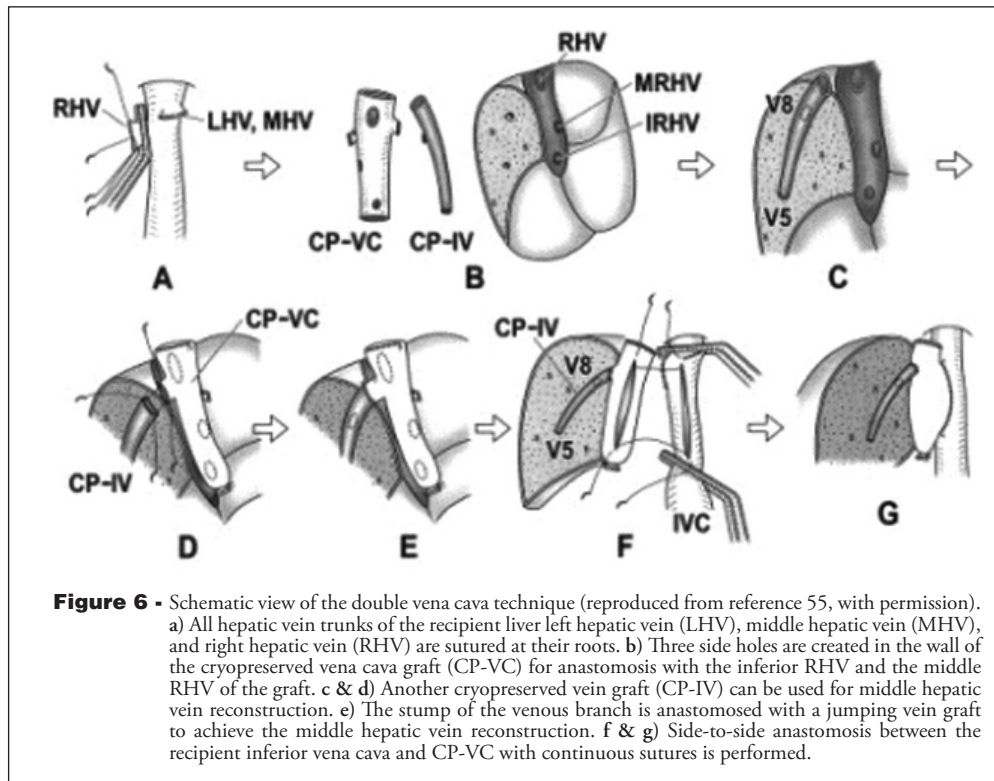 RHV
LHV, MHV
A
CP-VC
CP-IV
B
RHV
MRHV
IRHV
V8
V5
C
CP-VC
CP-IV
D
E
CP-IV
V8
V5
IVC
F
G
Figure 6 - Schematic view of the double vena cava technique (reproduced from reference 55, with permission).
a) All hepatic vein trunks of the recipient liver left hepatic vein (LHV), middle hepatic vein (MHV),
and right hepatic vein (RHV) are sutured at their roots. b) Three side holes are created in the wall of
the cryopreserved vena cava graft (CP-VC) for anastomosis with the inferior RHV and the middle
RHV of the graft. c & d) Another cryopreserved vein graft (CP-IV) can be used for middle hepatic
vein reconstruction. e) The stump of the venous branch is anastomosed with a jumping vein graft
to achieve the middle hepatic vein reconstruction. f & g) Side-to-side anastomosis between the
recipient inferior vena cava and CP-VC with continuous sutures is performed.